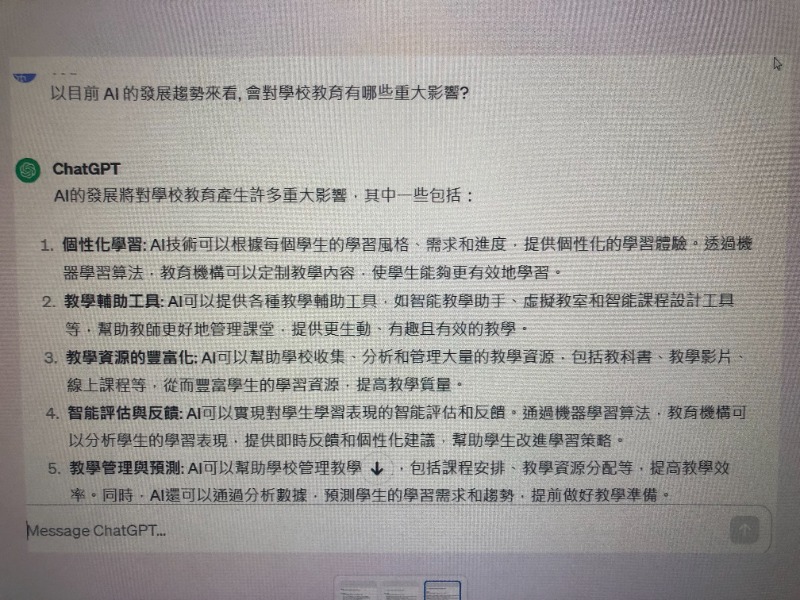 以目前 AI 的發展趨勢來看, 會對學校教育有哪些重大影響?
ChatGPT
AI的發展將對學校教育產生許多重大影響，其中一些包括：
1. 個性化學習: AI技術可以根據每個學生的學習風格、需求和進度，提供個性化的學習體驗。透過機
器學習算法，教育機構可以定制教學內容，使學生能夠更有效地學習。
2. 教學輔助工具: AI可以提供各種教學輔助工具，如智能教學助手、虛擬教室和智能課程設計工具
等，幫助教師更好地管理課堂，提供更生動、有趣且有效的教學。
3. 教學資源的豐富化: AI可以幫助學校收集、分析和管理大量的教學資源，包括教科書、教學影片、
線上課程等，從而豐富學生的學習資源，提高教學質量。
4. 智能評估與反饋: AI可以實現對學生學習表現的智能評估和反饋。通過機器學習算法，教育機構可
以分析學生的學習表現，提供即時反饋和個性化建議，幫助學生改進學習策略。
5. 教學管理與預測: AI可以幫助學校管理教學，包括課程安排、教學資源分配等，提高教學效
率。同時，AI還可以通過分析數據，預測學生的學習需求和趨勢，提前做好教學準備。
Message ChatGPT...